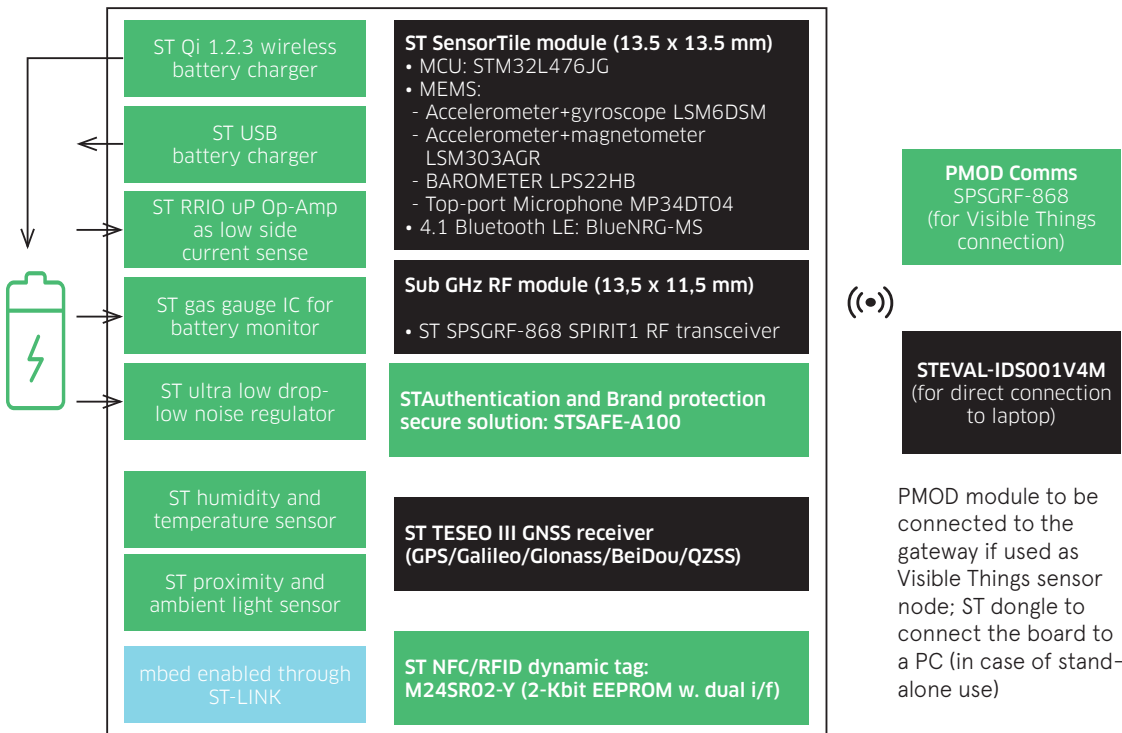 ST Qi 1.2.3 wireless
battery charger
ST USB
battery charger
ST RRIO uP Op-Amp
as low side
current sense
ST gas gauge IC for
battery monitor
ST ultra low drop-
low noise regulator
ST humidity and
temperature sensor
ST proximity and
ambient light sensor
mbed enabled through
ST-LINK
ST SensorTile module (13.5 x 13.5 mm)
• MCU: STM32L476JG
• MEMS:
- Accelerometer+gyroscope LSM6DSM
- Accelerometer+magnetometer
LSM303AGR
- BAROMETER LPS22HB
- Top-port Microphone MP34DT04
• 4.1 Bluetooth LE: BlueNRG-MS
Sub GHz RF module (13,5 x 11,5 mm)
• ST SPSGRF-868 SPIRIT1 RF transceiver
STAuthentication and Brand protection
secure solution: STSAFE-A100
ST TESEO III GNSS receiver
(GPS/Galileo/Glonass/BeiDou/QZSS)
ST NFC/RFID dynamic tag:
M24SR02-Y (2-Kbit EEPROM w. dual i/f)
PMOD Comms
SPSGRF-868
(for Visible Things
connection)
STEVAL-IDS001V4M
(for direct connection
to laptop)
PMOD module to be
connected to the
gateway if used as
Visible Things sensor
node; ST dongle to
connect the board to
a PC (in case of stand-
alone use)